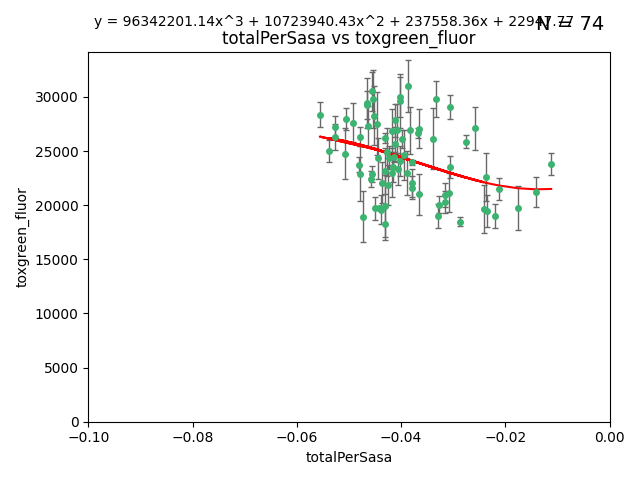 y = 96342201.14x^3 + 10723940.43x^2 + 237558.36x + 22947.77
N = 74
totalPerSasa vs toxgreen_fluor
30000
25000
20000
15000
10000
5000
0
toxgreen_fluor
−0.10 −0.08 −0.06 −0.04 −0.02 0.00
totalPerSasa